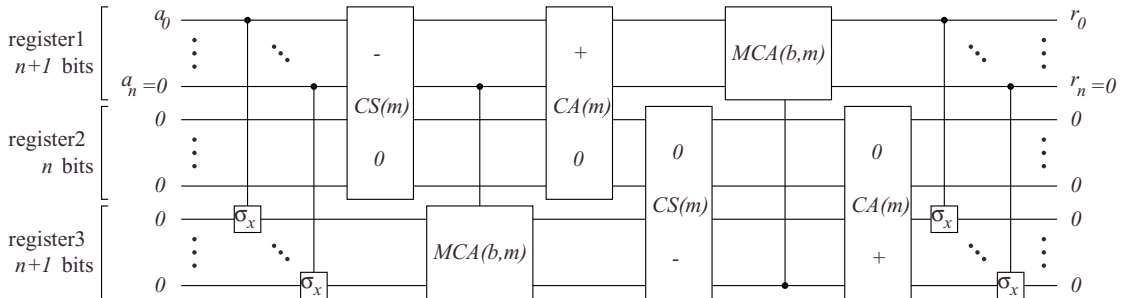 a₀ - + r₀
register1
n+1 bits
MCA(b,m)
aₙ=0 rₙ=0
CS(m) CA(m)
0 0
register2
n bits
0 0 0 0
0 0
CS(m) CA(m)
σₓ 0 σₓ 0
register3
n+1 bits
MCA(b,m) - +
0 σₓ σₓ 0